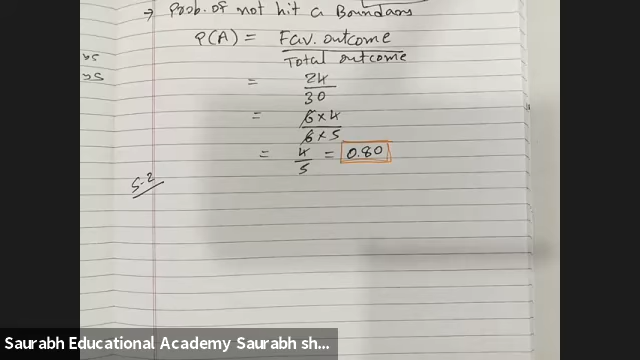 → Prob. of not hit a Boundary
P(A) = Fav. outcome
Total outcome
= 24
30
= 6 x 4
6 x 5
= 4 = 0.80
5
S-2
Saurabh Educational Academy Saurabh sh...